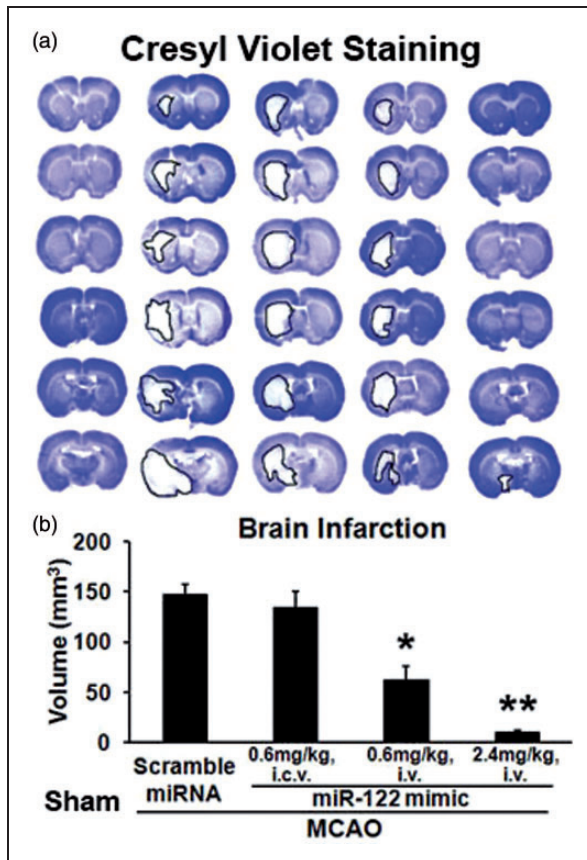 (a)
Cresyl Violet Staining
(b)
Brain Infarction
Volume (mm³)
200
150
100
50
0
*
**
Scramble miRNA
0.6mg/kg, i.c.v.
0.6mg/kg, i.v.
2.4mg/kg, i.v.
Sham
miR-122 mimic
MCAO